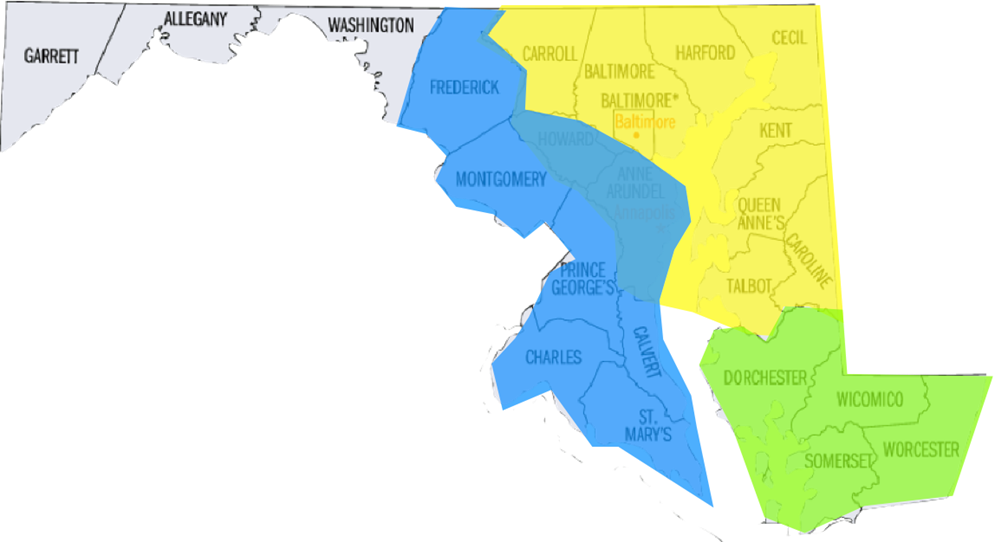 GARRETT
ALLEGANY
WASHINGTON
FREDERICK
CARROLL
BALTIMORE
HARFORD
CECIL
BALTIMORE*
Baltimore
HOWARD
KENT
MONTGOMERY
ANNE
ARUNDEL
Annapolis
QUEEN
ANNE'S
CAROLINE
PRINCE
GEORGE'S
TALBOT
CALVERT
CHARLES
DORCHESTER
WICOMICO
ST.
MARY'S
SOMERSET
WORCESTER